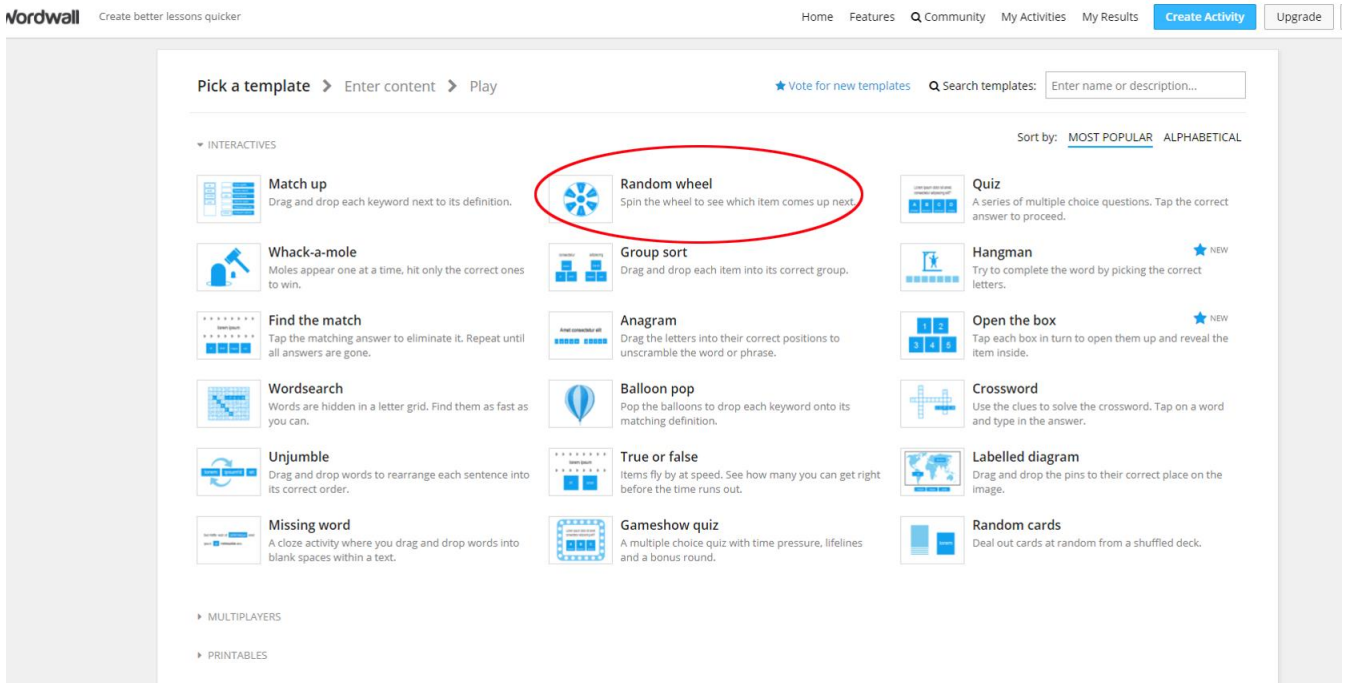 Wordwall Create better lessons quicker Home Features Community My Activities My Results Create Activity Upgrade
Pick a template > Enter content > Play Vote for new templates Search templates: Enter name or description...
INTERACTIVES Sort by: MOST POPULAR ALPHABETICAL
Match up
Drag and drop each keyword next to its definition.
Random wheel
Spin the wheel to see which item comes up next.
Quiz
A series of multiple choice questions. Tap the correct
answer to proceed.
Whack-a-mole
Moles appear one at a time, hit only the correct ones
to win.
Group sort
Drag and drop each item into its correct group.
Hangman NEW
Try to complete the word by picking the correct
letters.
Find the match
Tap the matching answer to eliminate it. Repeat until
all answers are gone.
Anagram
Drag the letters into their correct positions to
unscramble the word or phrase.
1 2
3 4 5
Open the box NEW
Tap each box in turn to open them up and reveal the
item inside.
Wordsearch
Words are hidden in a letter grid. Find them as fast as
you can.
Balloon pop
Pop the balloons to drop each keyword onto its
matching definition.
Crossword
Use the clues to solve the crossword. Tap on a word
and type in the answer.
Unjumble
Drag and drop words to rearrange each sentence into
its correct order.
True or false
Items fly by at speed. See how many you can get right
before the time runs out.
Labelled diagram
Drag and drop the pins to their correct place on the
image.
Missing word
A cloze activity where you drag and drop words into
blank spaces within a text.
Gameshow quiz
A multiple choice quiz with time pressure, lifelines
and a bonus round.
Random cards
Deal out cards at random from a shuffled deck.
MULTIPLAYERS
PRINTABLES